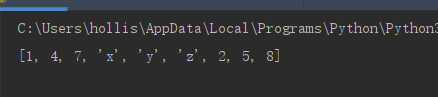 C:\Users\hollis\AppData\Local\Programs\Python\Python3
[1, 4, 7, 'x', 'y', 'z', 2, 5, 8]